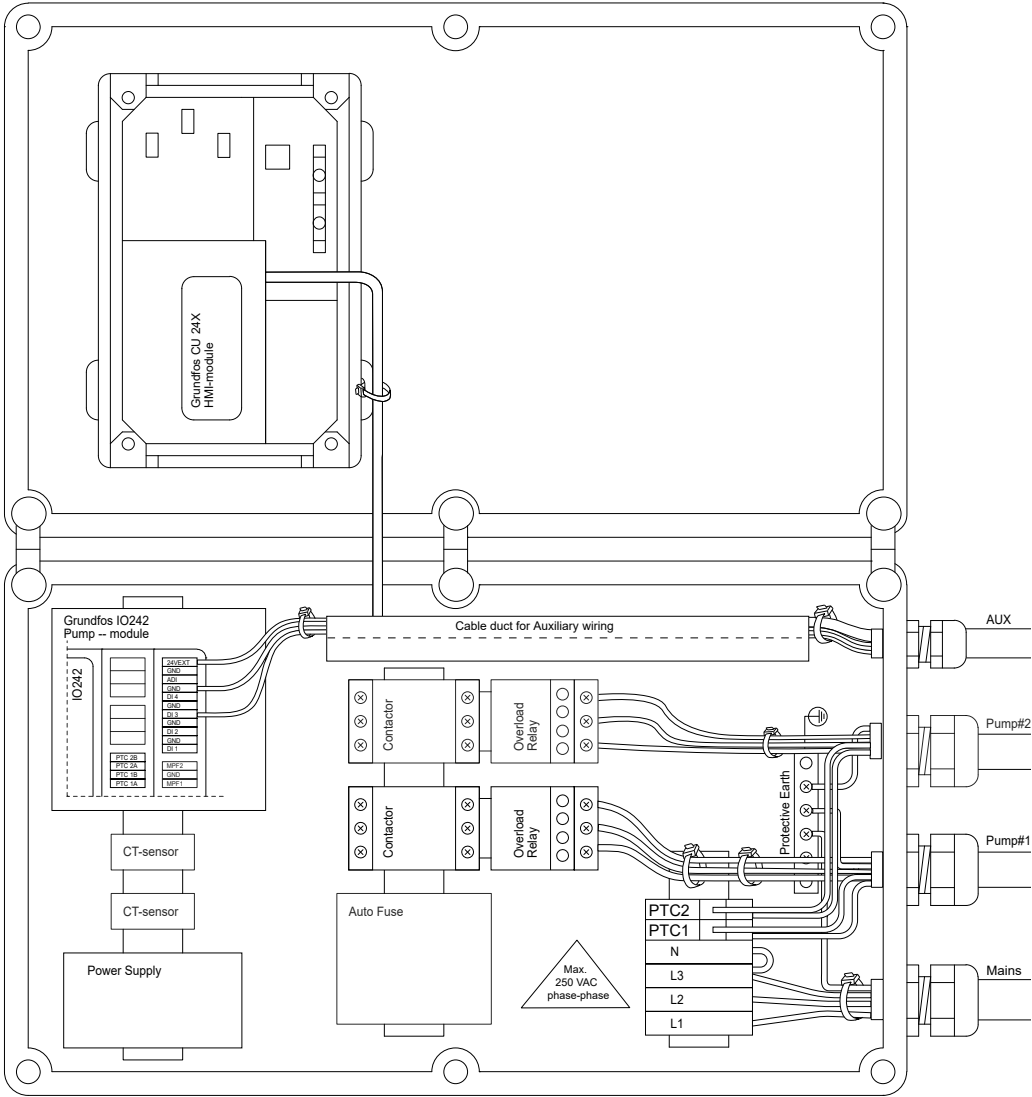 Grundfos CU 24X
HMI-module
Grundfos IO242
Pump -- module
IO242
24VEXT
GND
ADI
GND
DI 4
GND
DI 3
GND
DI 2
GND
DI 1
PTC 2B
PTC 2A
PTC 1B
PTC 1A
MPF2
GND
MPF1
Cable duct for Auxiliary wiring
AUX
Contactor
Overload
Relay
Pump#2
Contactor
Overload
Relay
Protective Earth
Pump#1
CT-sensor
CT-sensor
Auto Fuse
Power Supply
Max.
250 VAC
phase-phase
PTC2
PTC1
N
L3
L2
L1
Mains